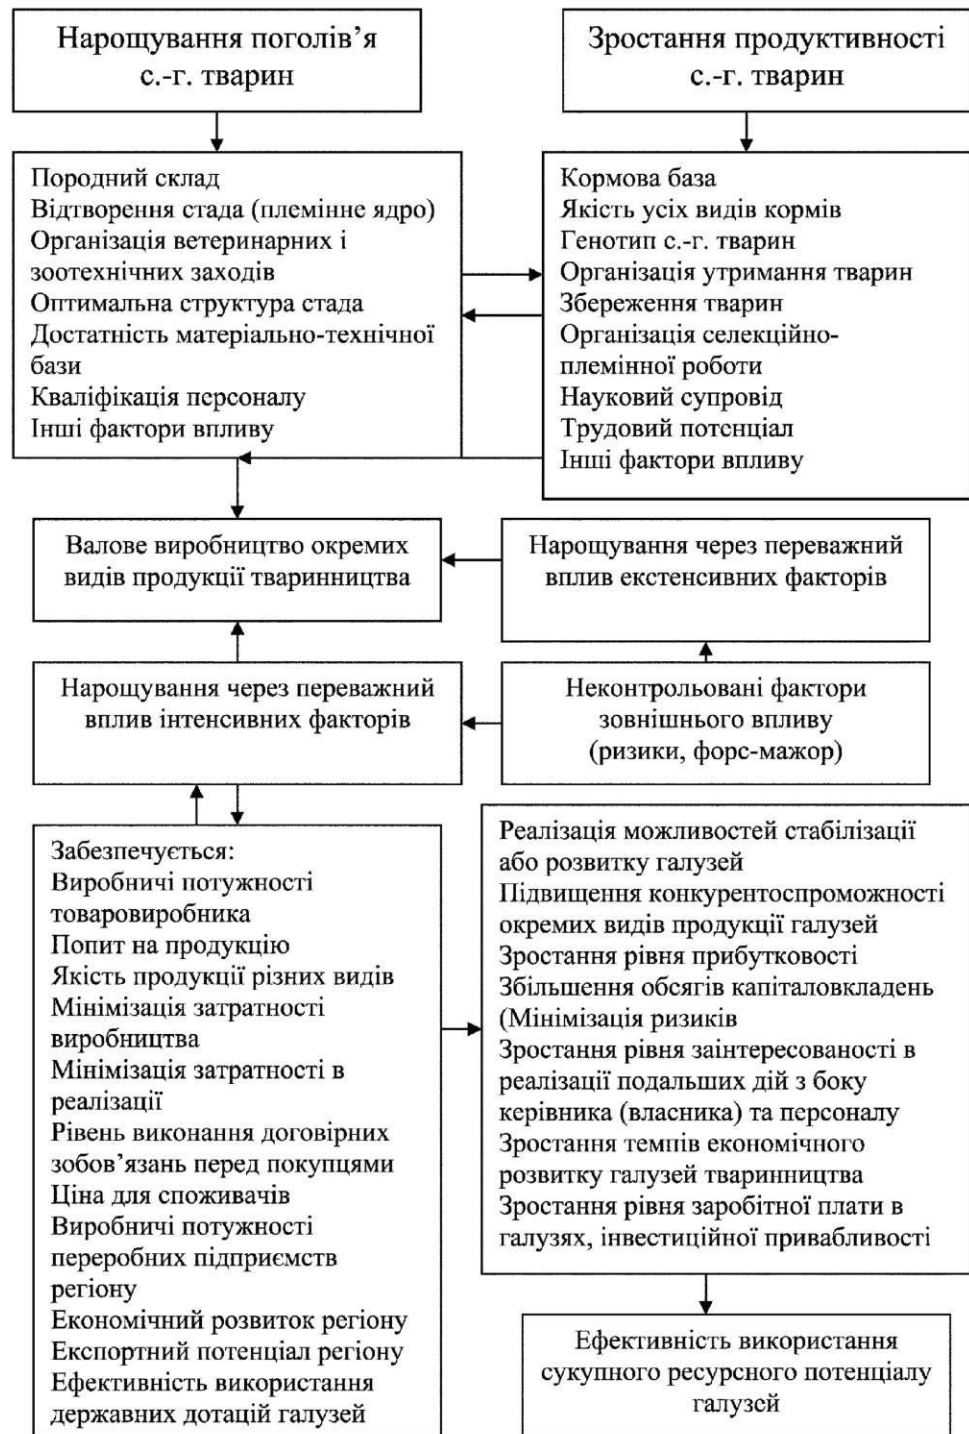 Нарощування поголів’я
с.-г. тварин
Зростання продуктивності
с.-г. тварин
Породний склад
Відтворення стада (племінне ядро)
Організація ветеринарних і
зоотехнічних заходів
Оптимальна структура стада
Достатність матеріально-технічної
бази
Кваліфікація персоналу
Інші фактори впливу
Кормова база
Якість усіх видів кормів
Генотип с.-г. тварин
Організація утримання тварин
Збереження тварин
Організація селекційно-
племінної роботи
Науковий супровід
Трудовий потенціал
Інші фактори впливу
Валове виробництво окремих
видів продукції тваринництва
Нарощування через переважний
вплив екстенсивних факторів
Нарощування через переважний
вплив інтенсивних факторів
Неконтрольовані фактори
зовнішнього впливу
(ризики, форс-мажор)
Забезпечується:
Виробничі потужності
товаровиробника
Попит на продукцію
Якість продукції різних видів
Мінімізація затратності
виробництва
Мінімізація затратності в
реалізації
Рівень виконання договірних
зобов’язань перед покупцями
Ціна для споживачів
Виробничі потужності
переробних підприємств
регіону
Економічний розвиток регіону
Експортний потенціал регіону
Ефективність використання
державних дотацій галузей
Реалізація можливостей стабілізації
або розвитку галузей
Підвищення конкурентоспроможності
окремих видів продукції галузей
Зростання рівня прибутковості
Збільшення обсягів капіталовкладень
(Мінімізація ризиків
Зростання рівня заінтересованості в
реалізації подальших дій з боку
керівника (власника) та персоналу
Зростання темпів економічного
розвитку галузей тваринництва
Зростання рівня заробітної плати в
галузях, інвестиційної привабливості
Ефективність використання
сукупного ресурсного потенціалу
галузей